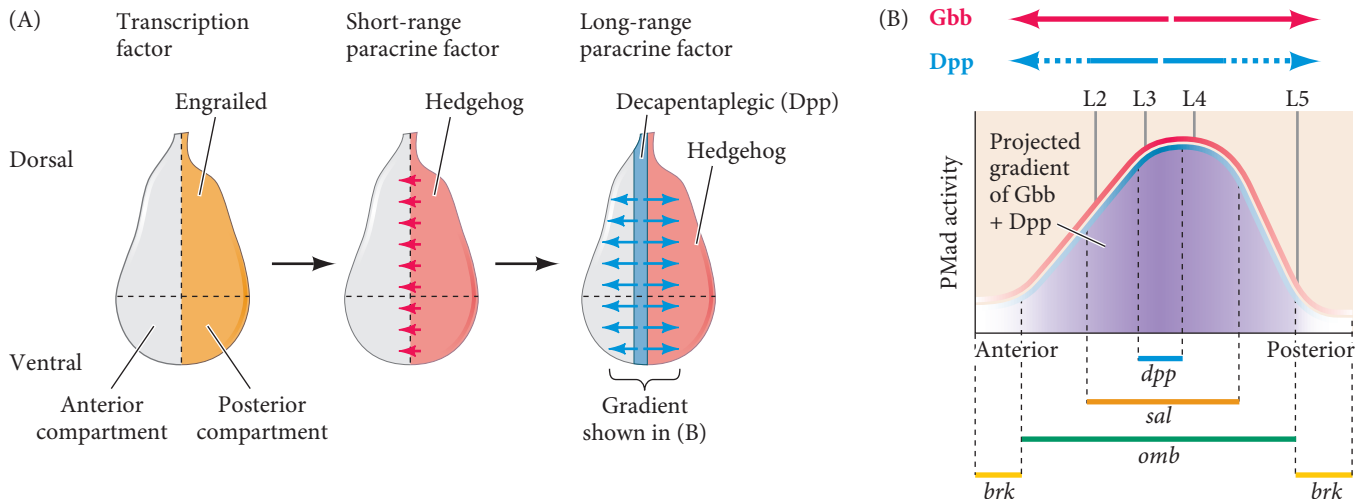 (A)
Transcription
factor
Short-range
paracrine factor
Long-range
paracrine factor
Engrailed
Hedgehog
Decapentaplegic (Dpp)
Hedgehog
Dorsal
Ventral
Anterior
compartment
Posterior
compartment
Gradient
shown in (B)
(B)
Gbb
Dpp
L2
L3
L4
L5
Projected
gradient
of Gbb
+ Dpp
PMad activity
Anterior
Posterior
dpp
sal
omb
brk
brk